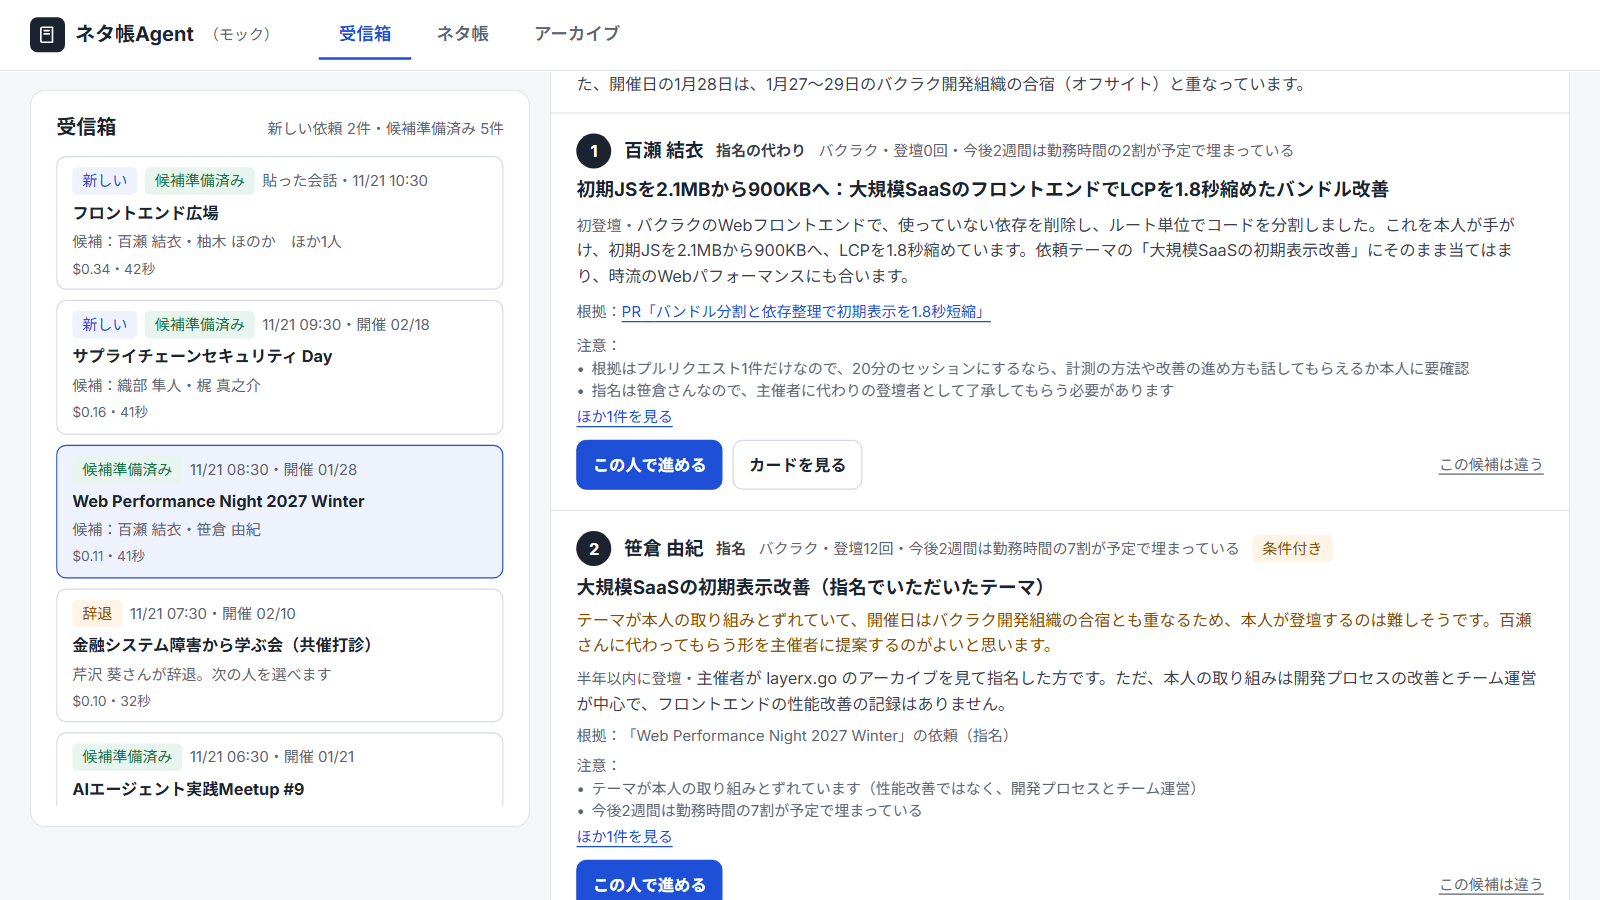 ネタ帳Agent （モック） 受信箱 ネタ帳 アーカイブ
受信箱 新しい依頼 2件・候補準備済み 5件
新しい 候補準備済み 貼った会話・11/21 10:30
フロントエンド広場
候補：百瀬 結衣・柚木 ほのか　ほか1人
$0.34・42秒
新しい 候補準備済み 11/21 09:30・開催 02/18
サプライチェーンセキュリティ Day
候補：織部 隼人・梶 真之介
$0.16・41秒
候補準備済み 11/21 08:30・開催 01/28
Web Performance Night 2027 Winter
候補：百瀬 結衣・笹倉 由紀
$0.11・41秒
辞退 11/21 07:30・開催 02/10
金融システム障害から学ぶ会（共催打診）
芹沢 葵さんが辞退。次の人を選べます
$0.10・32秒
候補準備済み 11/21 06:30・開催 01/21
AIエージェント実践Meetup #9
た、開催日の1月28日は、1月27〜29日のバクラク開発組織の合宿（オフサイト）と重なっています。
1 百瀬 結衣 指名の代わり バクラク・登壇0回・今後2週間は勤務時間の2割が予定で埋まっている
初期JSを2.1MBから900KBへ：大規模SaaSのフロントエンドでLCPを1.8秒縮めたバンドル改善
初登壇・バクラクのWebフロントエンドで、使っていない依存を削除し、ルート単位でコードを分割しました。これを本人が手が
け、初期JSを2.1MBから900KBへ、LCPを1.8秒縮めています。依頼テーマの「大規模SaaSの初期表示改善」にそのまま当てはま
り、時流のWebパフォーマンスにも合います。
根拠：PR「バンドル分割と依存整理で初期表示を1.8秒短縮」
注意：
• 根拠はプルリクエスト1件だけなので、20分のセッションにするなら、計測の方法や改善の進め方も話してもらえるか本人に要確認
• 指名は笹倉さんなので、主催者に代わりの登壇者として了承してもらう必要があります
ほか1件を見る
この人で進める カードを見る この候補は違う
2 笹倉 由紀 指名 バクラク・登壇12回・今後2週間は勤務時間の7割が予定で埋まっている 条件付き
大規模SaaSの初期表示改善（指名でいただいたテーマ）
テーマが本人の取り組みとずれていて、開催日はバクラク開発組織の合宿とも重なるため、本人が登壇するのは難しそうです。百瀬
さんに代わってもらう形を主催者に提案するのがよいと思います。
半年以内に登壇・主催者が layerx.go のアーカイブを見て指名した方です。ただ、本人の取り組みは開発プロセスの改善とチーム運営
が中心で、フロントエンドの性能改善の記録はありません。
根拠：「Web Performance Night 2027 Winter」の依頼（指名）
注意：
• テーマが本人の取り組みとずれています（性能改善ではなく、開発プロセスとチーム運営）
• 今後2週間は勤務時間の7割が予定で埋まっている
ほか1件を見る
この人で進める この候補は違う